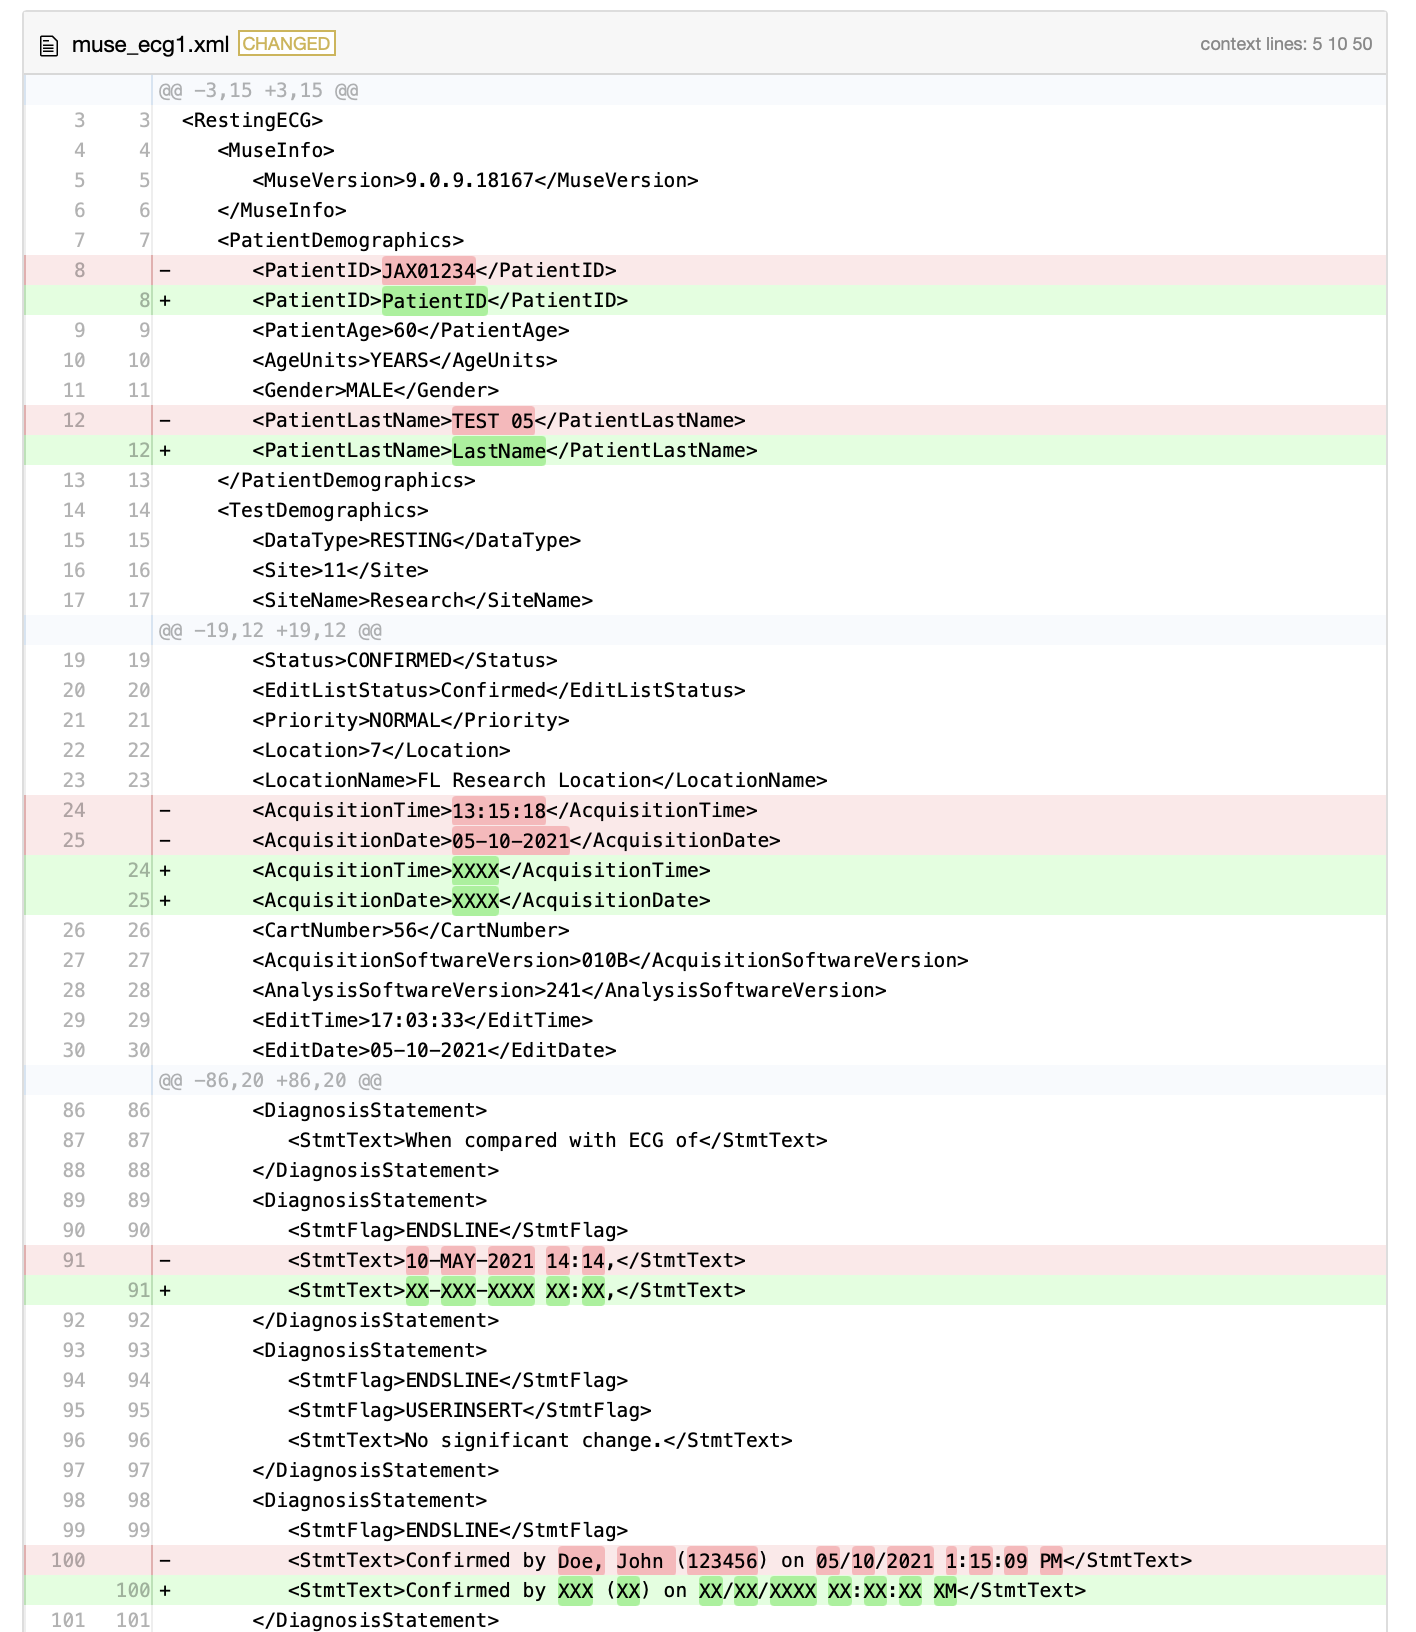 muse_ecg1.xml CHANGED context lines: 5 10 50
@@ -3,15 +3,15 @@
3 3 <RestingECG>
4 4 <MuseInfo>
5 5 <MuseVersion>9.0.9.18167</MuseVersion>
6 6 </MuseInfo>
7 7 <PatientDemographics>
8 - <PatientID>JAX01234</PatientID>
8 + <PatientID>PatientID</PatientID>
9 9 <PatientAge>60</PatientAge>
10 10 <AgeUnits>YEARS</AgeUnits>
11 11 <Gender>MALE</Gender>
12 - <PatientLastName>TEST 05</PatientLastName>
12 + <PatientLastName>LastName</PatientLastName>
13 13 </PatientDemographics>
14 14 <TestDemographics>
15 15 <DataType>RESTING</DataType>
16 16 <Site>11</Site>
17 17 <SiteName>Research</SiteName>
@@ -19,12 +19,12 @@
19 19 <Status>CONFIRMED</Status>
20 20 <EditListStatus>Confirmed</EditListStatus>
21 21 <Priority>NORMAL</Priority>
22 22 <Location>7</Location>
23 23 <LocationName>FL Research Location</LocationName>
24 - <AcquisitionTime>13:15:18</AcquisitionTime>
25 - <AcquisitionDate>05-10-2021</AcquisitionDate>
24 + <AcquisitionTime>XXXX</AcquisitionTime>
25 + <AcquisitionDate>XXXX</AcquisitionDate>
26 26 <CartNumber>56</CartNumber>
27 27 <AcquisitionSoftwareVersion>010B</AcquisitionSoftwareVersion>
28 28 <AnalysisSoftwareVersion>241</AnalysisSoftwareVersion>
29 29 <EditTime>17:03:33</EditTime>
30 30 <EditDate>05-10-2021</EditDate>
@@ -86,20 +86,20 @@
86 86 <DiagnosisStatement>
87 87 <StmtText>When compared with ECG of</StmtText>
88 88 </DiagnosisStatement>
89 89 <DiagnosisStatement>
90 90 <StmtFlag>ENDSLINE</StmtFlag>
91 - <StmtText>10-MAY-2021 14:14,</StmtText>
91 + <StmtText>XX-XXX-XXXX XX:XX,</StmtText>
92 92 </DiagnosisStatement>
93 93 <DiagnosisStatement>
94 94 <StmtFlag>ENDSLINE</StmtFlag>
95 95 <StmtFlag>USERINSERT</StmtFlag>
96 96 <StmtText>No significant change.</StmtText>
97 97 </DiagnosisStatement>
98 98 <DiagnosisStatement>
99 99 <StmtFlag>ENDSLINE</StmtFlag>
100 - <StmtText>Confirmed by Doe, John (123456) on 05/10/2021 1:15:09 PM</StmtText>
100 + <StmtText>Confirmed by XXX (XX) on XX/XX/XXXX XX:XX:XX XM</StmtText>
101 101 </DiagnosisStatement>